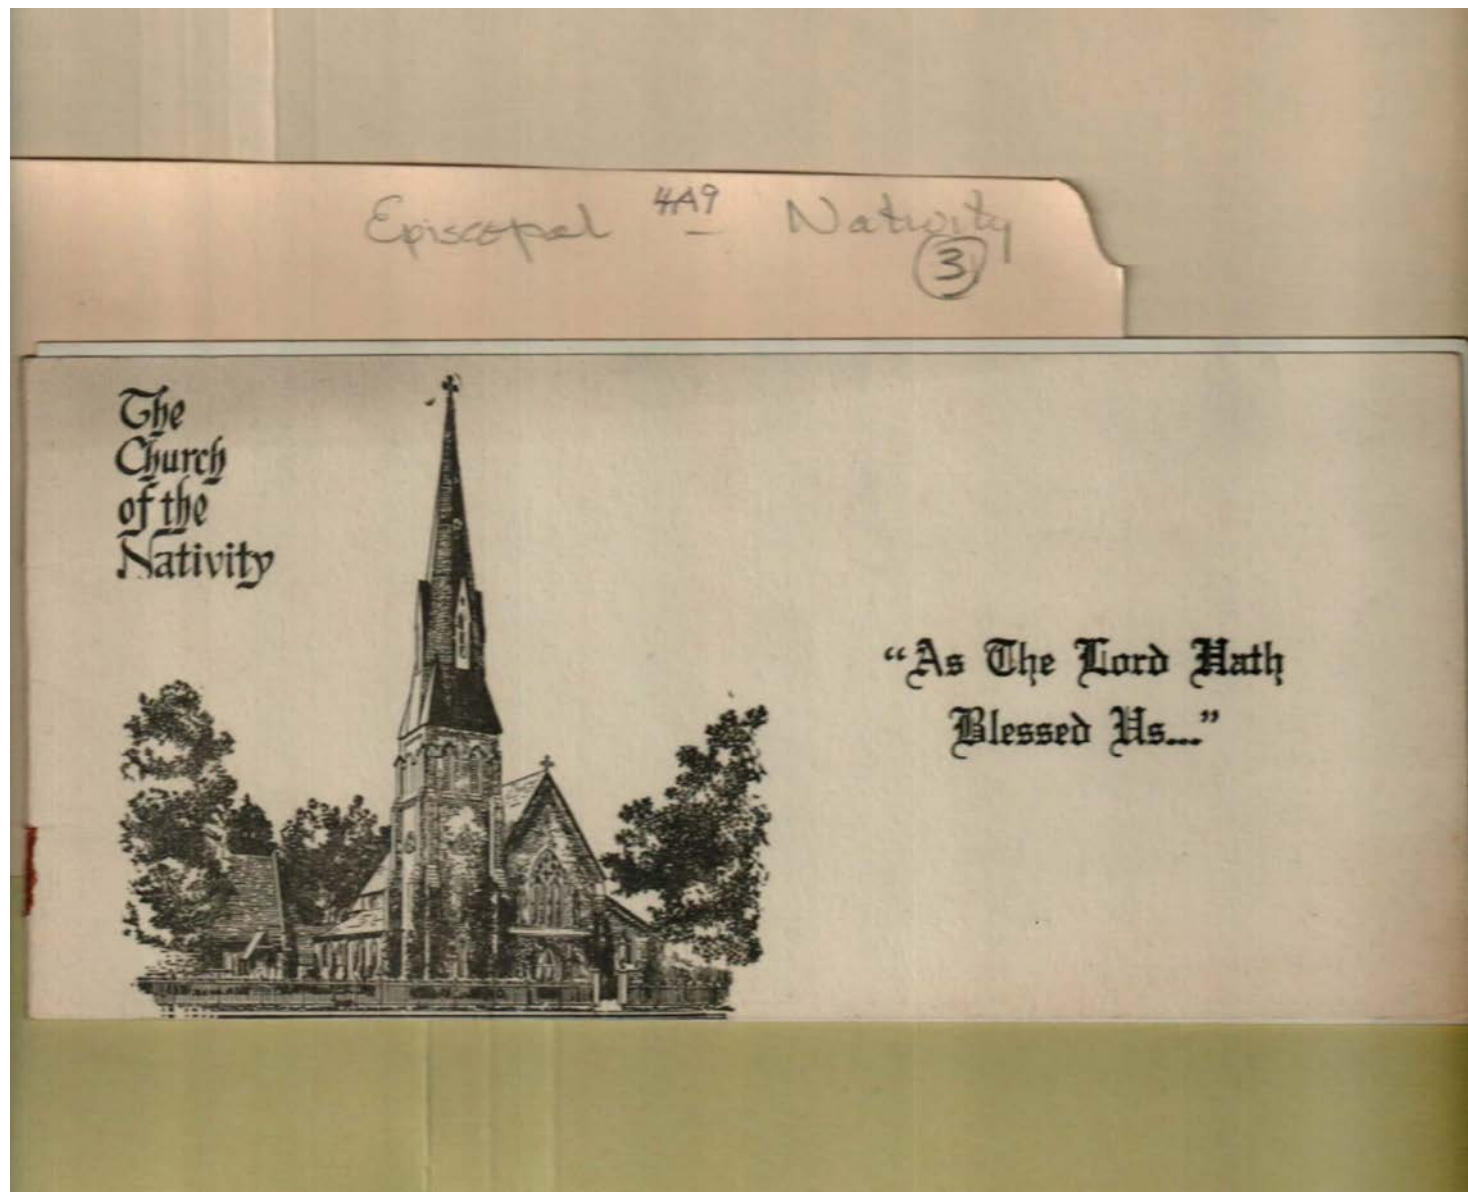 Episcopal 4A9 Nativity
3
The
Church
of the
Nativity
“As The Lord Hath
Blessed Us...”